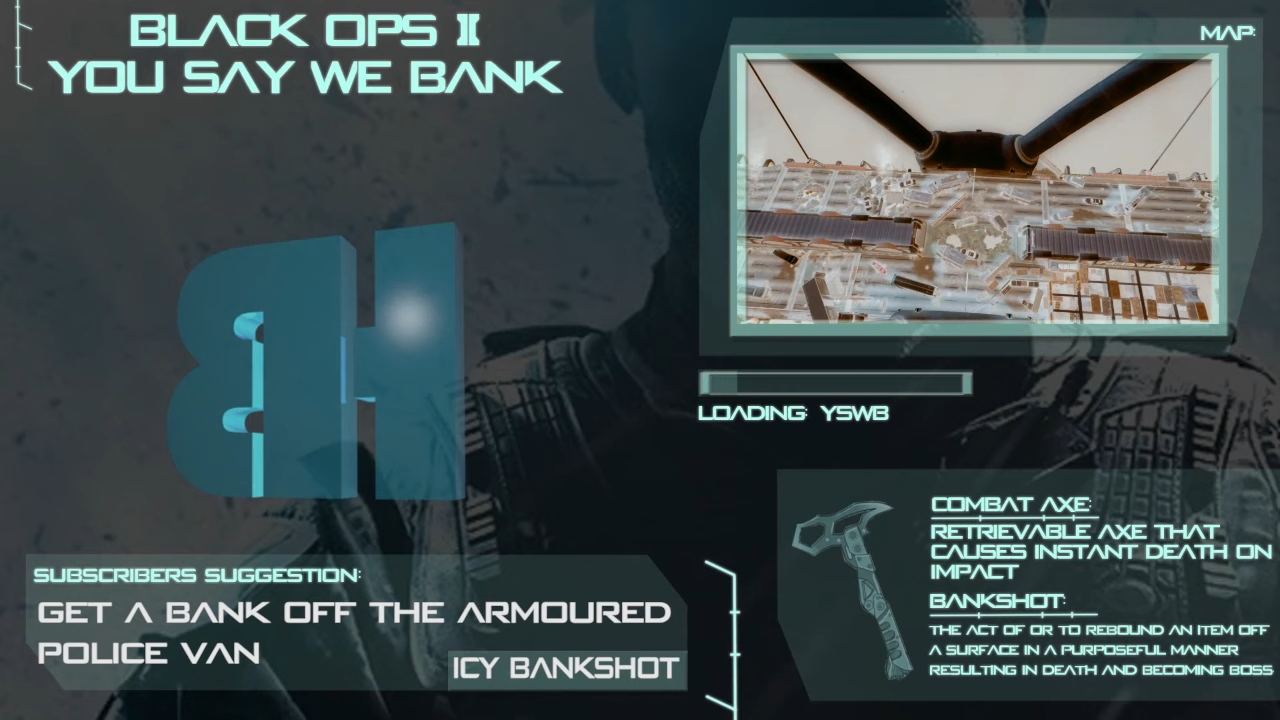 BLACK OPS II
YOU SAY WE BANK
MAP:
LOADING: YSWB
COMBAT AXE:
RETRIEVABLE AXE THAT
CAUSES INSTANT DEATH ON
IMPACT
BANKSHOT:
THE ACT OF OR TO REBOUND AN ITEM OFF
A SURFACE IN A PURPOSEFUL MANNER
RESULTING IN DEATH AND BECOMING BOSS
SUBSCRIBERS SUGGESTION:
GET A BANK OFF THE ARMOURED
POLICE VAN
ICY BANKSHOT